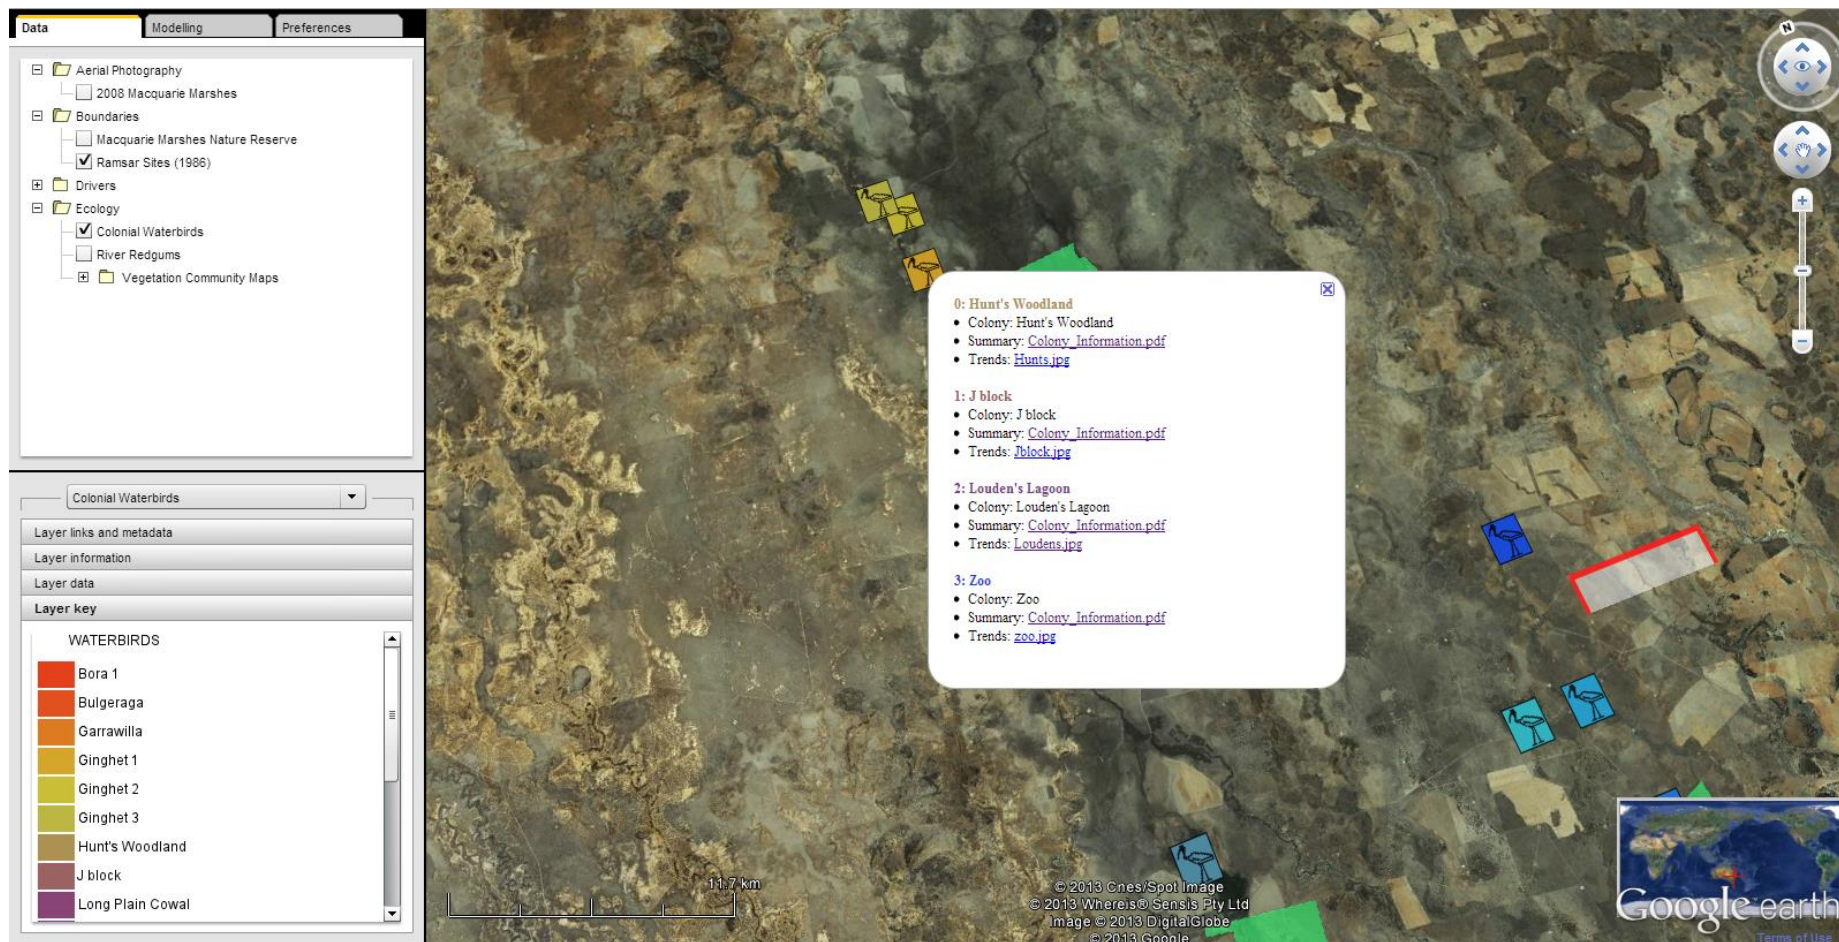 Data
Modelling
Preferences
Aerial Photography
2008 Macquarie Marshes
Boundaries
Macquarie Marshes Nature Reserve
Ramsar Sites (1986)
Drivers
Ecology
Colonial Waterbirds
River Redgums
Vegetation Community Maps
Colonial Waterbirds
Layer links and metadata
Layer information
Layer data
Layer key
WATERBIRDS
Bora 1
Bulgeraga
Garrawilla
Ginghet 1
Ginghet 2
Ginghet 3
Hunt's Woodland
J block
Long Plain Cowal
0: Hunt's Woodland
Colony: Hunt's Woodland
Summary: Colony_Information.pdf
Trends: Hunts.jpg
1: J block
Colony: J block
Summary: Colony_Information.pdf
Trends: Jblock.jpg
2: Louden's Lagoon
Colony: Louden's Lagoon
Summary: Colony_Information.pdf
Trends: Loudens.jpg
3: Zoo
Colony: Zoo
Summary: Colony_Information.pdf
Trends: zoo.jpg
N
11.7 km
© 2013 Cnes/Spot Image
© 2013 Whereis® Sensis Pty Ltd
Image © 2013 DigitalGlobe
© 2013 Google
Google earth
Terms of Use